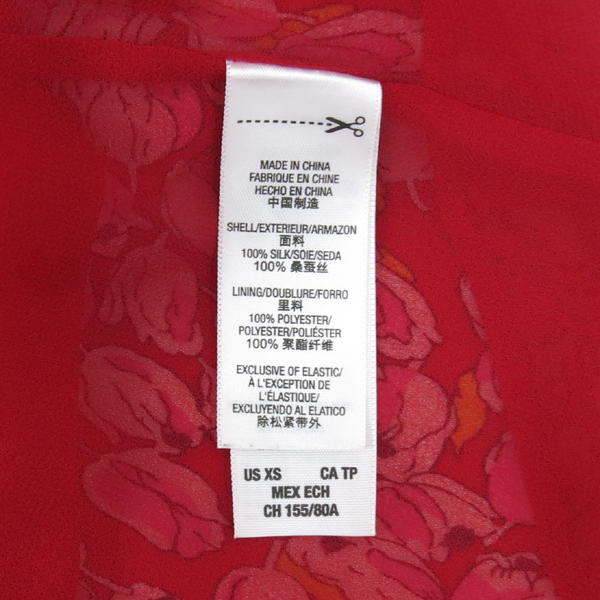 MADE IN CHINA
FABRIQUE EN CHINE
HECHO EN CHINA
中国制造
SHELL/EXTERIEUR/ARMAZON
面料
100% SILK/SOIE/SEDA
100% 桑蚕丝
LINING/DOUBLURE/FORRO
里料
100% POLYESTER/
POLYESTER/POLIÉSTER
100% 聚酯纤维
EXCLUSIVE OF ELASTIC/
À L'EXCEPTION DE
L'ÉLASTIQUE/
EXCLUYENDO AL ELATICO
除松紧带外
US XS CA TP
MEX ECH
CH 155/80A